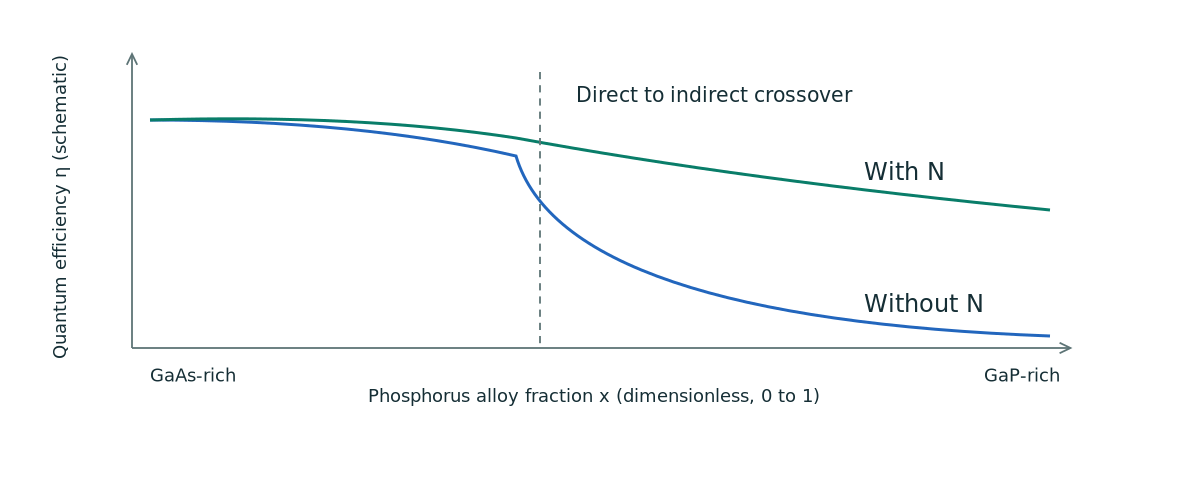 Quantum efficiency η (schematic)
Direct to indirect crossover
With N
Without N
GaAs-rich
GaP-rich
Phosphorus alloy fraction x (dimensionless, 0 to 1)